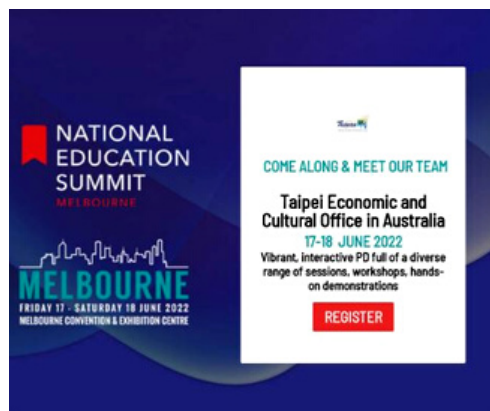 NATIONAL
EDUCATION
SUMMIT
MELBOURNE
MELBOURNE
FRIDAY 17 - SATURDAY 18 JUNE 2022
MELBOURNE CONVENTION & EXHIBITION CENTRE
COME ALONG & MEET OUR TEAM
Taipei Economic and
Cultural Office in Australia
17-18 JUNE 2022
Vibrant, interactive PD full of a diverse
range of sessions, workshops, hands-
on demonstrations
REGISTER